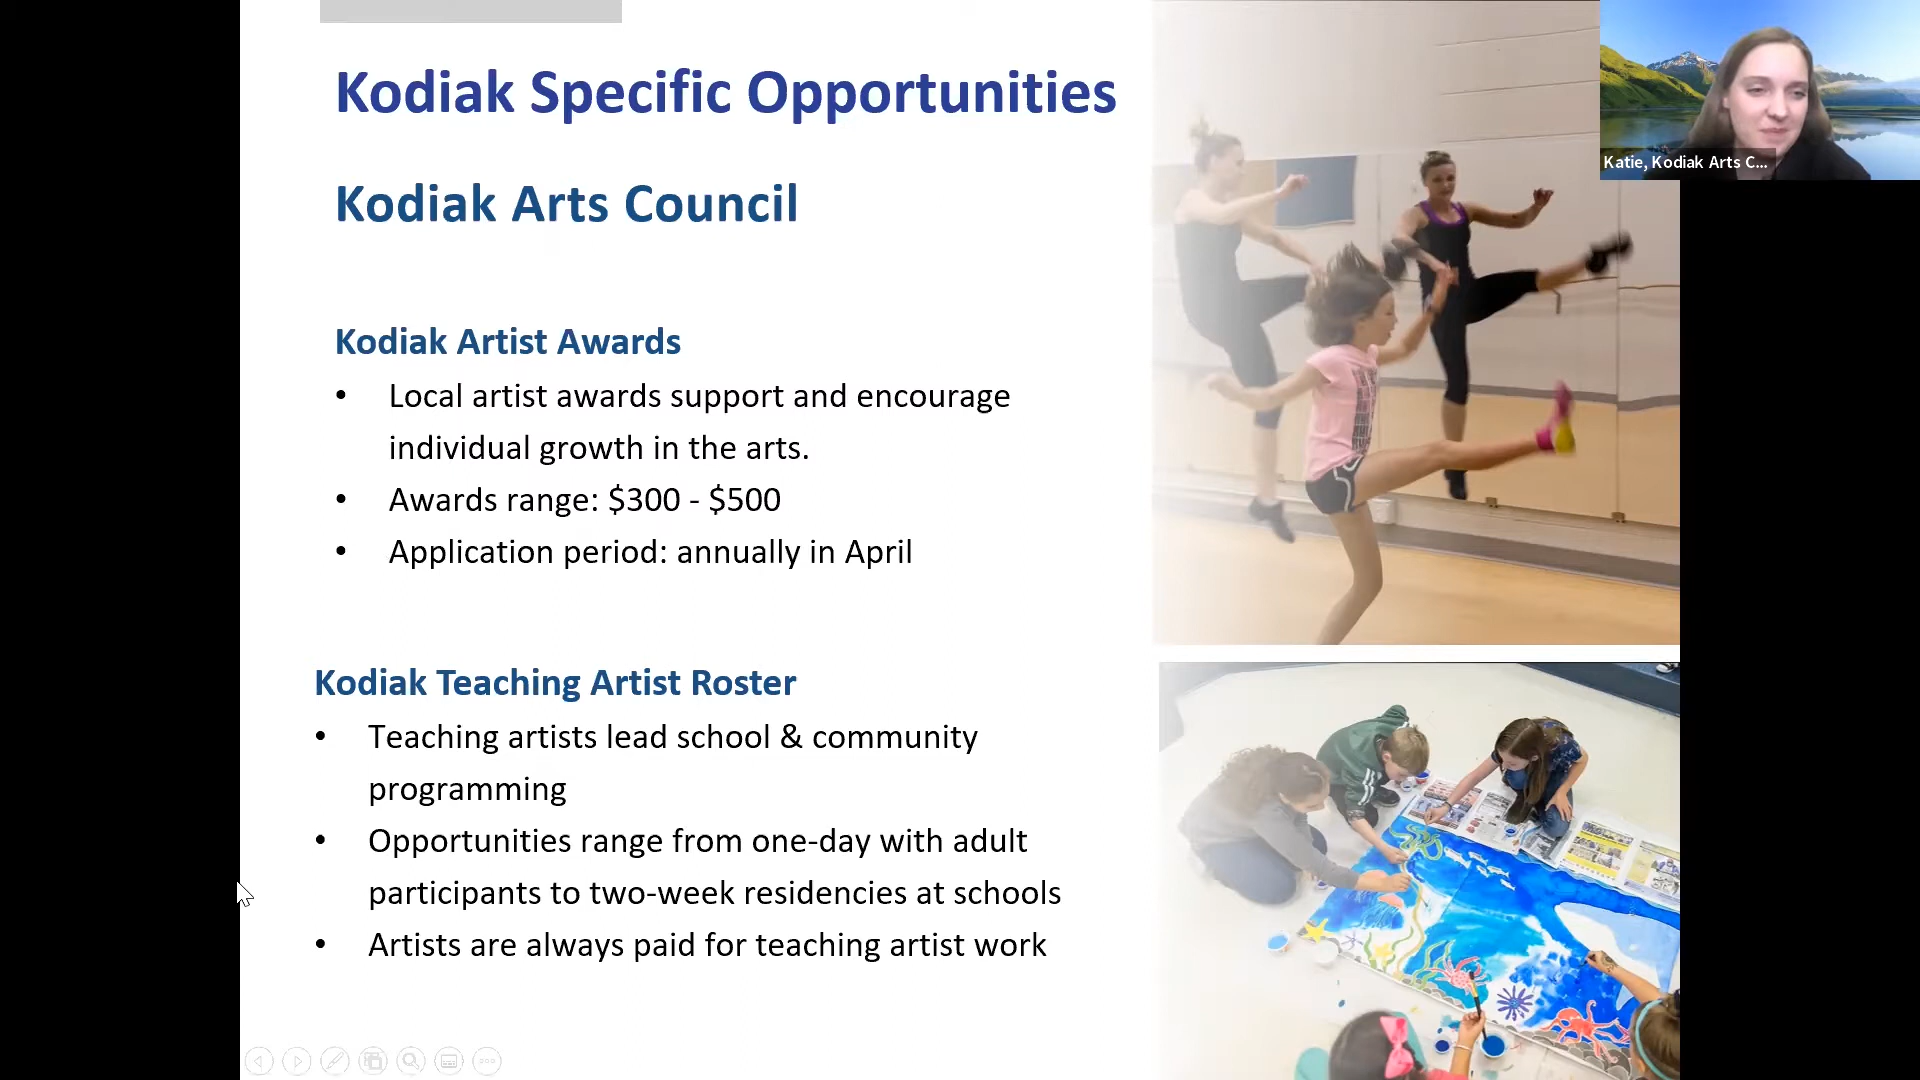 Kodiak Specific Opportunities
Kodiak Arts Council
Kodiak Artist Awards
• Local artist awards support and encourage
individual growth in the arts.
• Awards range: $300 - $500
• Application period: annually in April
Kodiak Teaching Artist Roster
• Teaching artists lead school & community
programming
• Opportunities range from one-day with adult
participants to two-week residencies at schools
• Artists are always paid for teaching artist work
Katie, Kodiak Arts C...